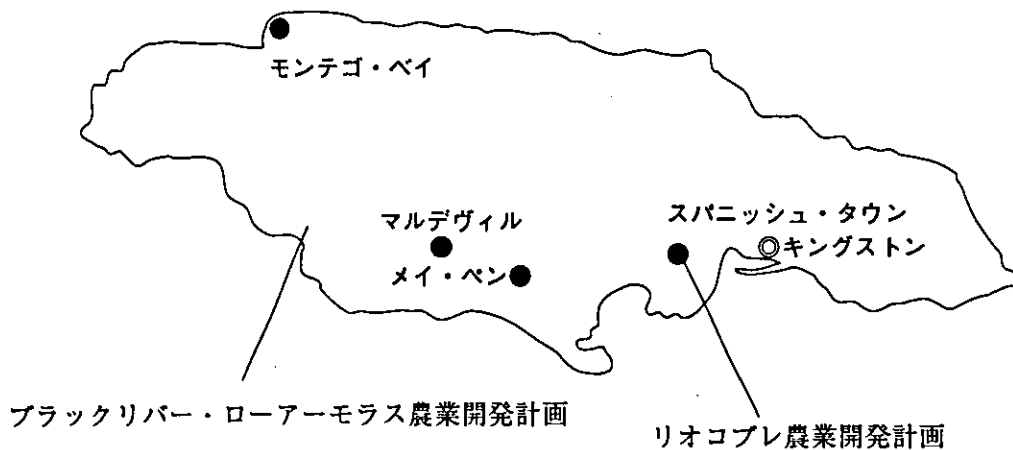 モンテゴ・ベイ
マルデヴィル
スパニッシュ・タウン
キングストン
メイ・ペン
ブラックリバー・ローアーモラス農業開発計画
リオコブレ農業開発計画